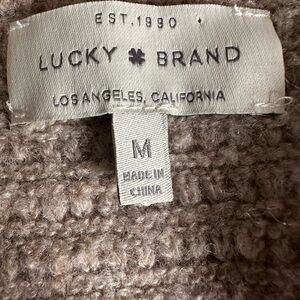 EST.1990
LUCKY BRAND
LOS ANGELES, CALIFORNIA
M
MADE IN
CHINA